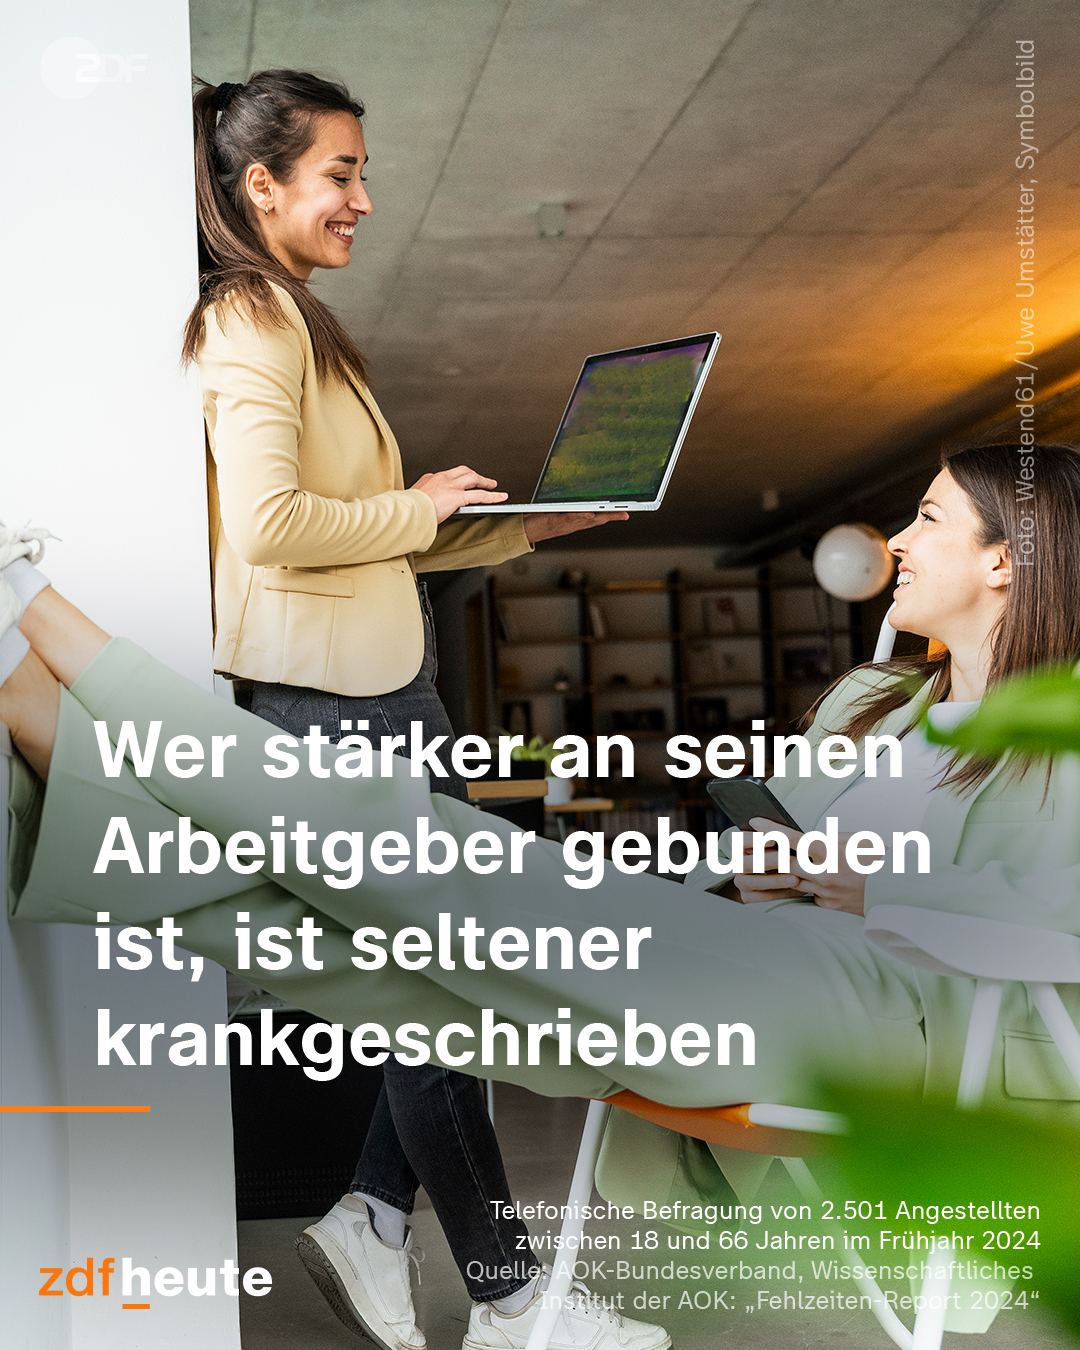 ZDF
Foto: Westend61/Uwe Umstätter, Symbolbild
Wer stärker an seinen
Arbeitgeber gebunden
ist, ist seltener
krankgeschrieben
Telefonische Befragung von 2.501 Angestellten
zwischen 18 und 66 Jahren im Frühjahr 2024
Quelle: AOK-Bundesverband, Wissenschaftliches
Institut der AOK: „Fehlzeiten-Report 2024“
zdfheute